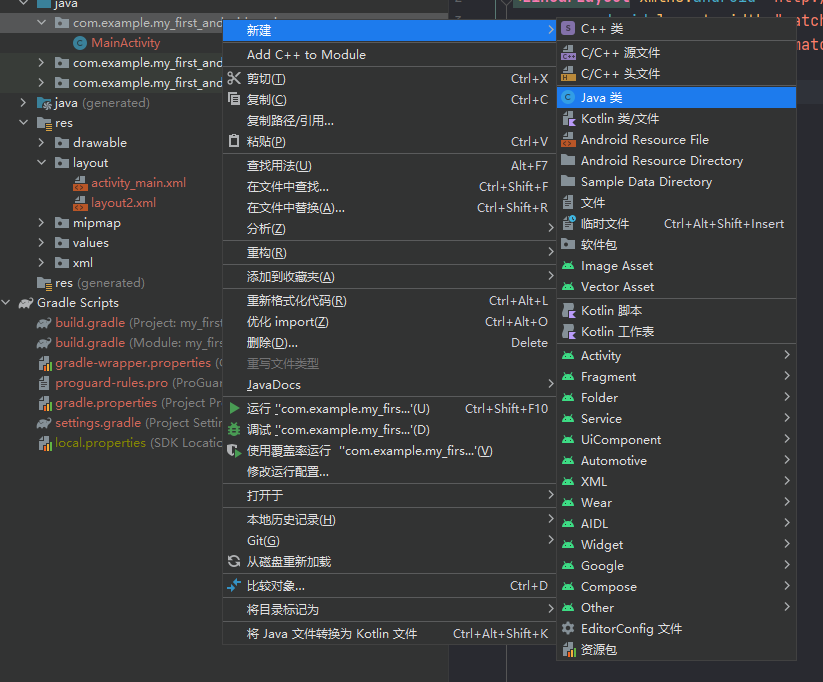 java
com.example.my_first_and
MainActivity
com.example.my_first_and
com.example.my_first_and
java (generated)
res
drawable
layout
activity_main.xml
layout2.xml
mipmap
values
xml
res (generated)
Gradle Scripts
build.gradle (Project: my_first
build.gradle (Module: my_firs
gradle-wrapper.properties (
proguard-rules.pro (ProGuar
gradle.properties (Project Pr
settings.gradle (Project Settin
local.properties (SDK Locatio
新建
Add C++ to Module
剪切(T) Ctrl+X
复制(C) Ctrl+C
复制路径/引用...
粘贴(P) Ctrl+V
查找用法(U) Alt+F7
在文件中查找... Ctrl+Shift+F
在文件中替换(A)... Ctrl+Shift+R
分析(Z)
重构(R)
添加到收藏夹(A)
重新格式化代码(R) Ctrl+Alt+L
优化 import(Z) Ctrl+Alt+O
删除(D)... Delete
重写文件类型
JavaDocs
运行 "com.example.my_firs...'(U) Ctrl+Shift+F10
调试 "com.example.my_firs...'(D)
使用覆盖率运行 "com.example.my_firs...'(V)
修改运行配置...
打开于
本地历史记录(H)
Git(G)
从磁盘重新加载
比较对象... Ctrl+D
将目录标记为
将 Java 文件转换为 Kotlin 文件 Ctrl+Alt+Shift+K
C++ 类
C/C++ 源文件
C/C++ 头文件
Java 类
Kotlin 类/文件
Android Resource File
Android Resource Directory
Sample Data Directory
文件
临时文件 Ctrl+Alt+Shift+Insert
软件包
Image Asset
Vector Asset
Kotlin 脚本
Kotlin 工作表
Activity
Fragment
Folder
Service
UiComponent
Automotive
XML
Wear
AIDL
Widget
Google
Compose
Other
EditorConfig 文件
资源包